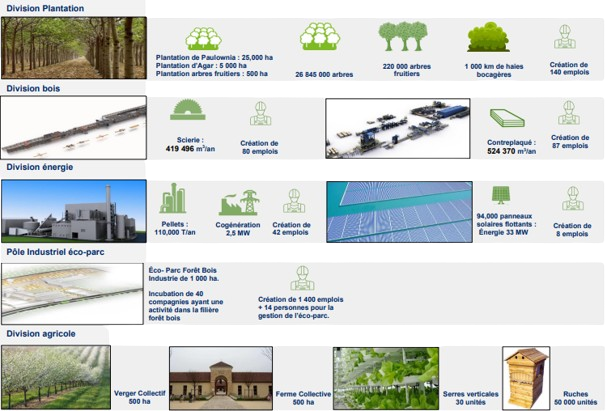 Division Plantation
Plantation de Paulownia : 25,000 ha
Plantation d'Agar : 5 000 ha
Plantation arbres fruitiers : 500 ha
26 845 000 arbres
220 000 arbres
fruitiers
1 000 km de haies
bocagères
Création de
140 emplois
Division bois
Scierie :
419 496 m³/an
Création de
80 emplois
Contreplaqué :
524 370 m³/an
Création de
87 emplois
Division énergie
Pellets :
110,000 T/an
Cogénération
2,5 MW
Création de
42 emplois
94,000 panneaux
solaires flottants :
Énergie 33 MW
Création de
8 emplois
Pôle Industriel éco-parc
Éco- Parc Forêt Bois
Industrie de 1 000 ha.
Incubation de 40
compagnies ayant une
activité dans la filière
forêt bois
Création de 1 400 emplois
+ 14 personnes pour la
gestion de l'éco-parc.
Division agricole
Verger Collectif
500 ha
Ferme Collective
500 ha
Serres verticales
30 unités
Ruches
50 000 unités